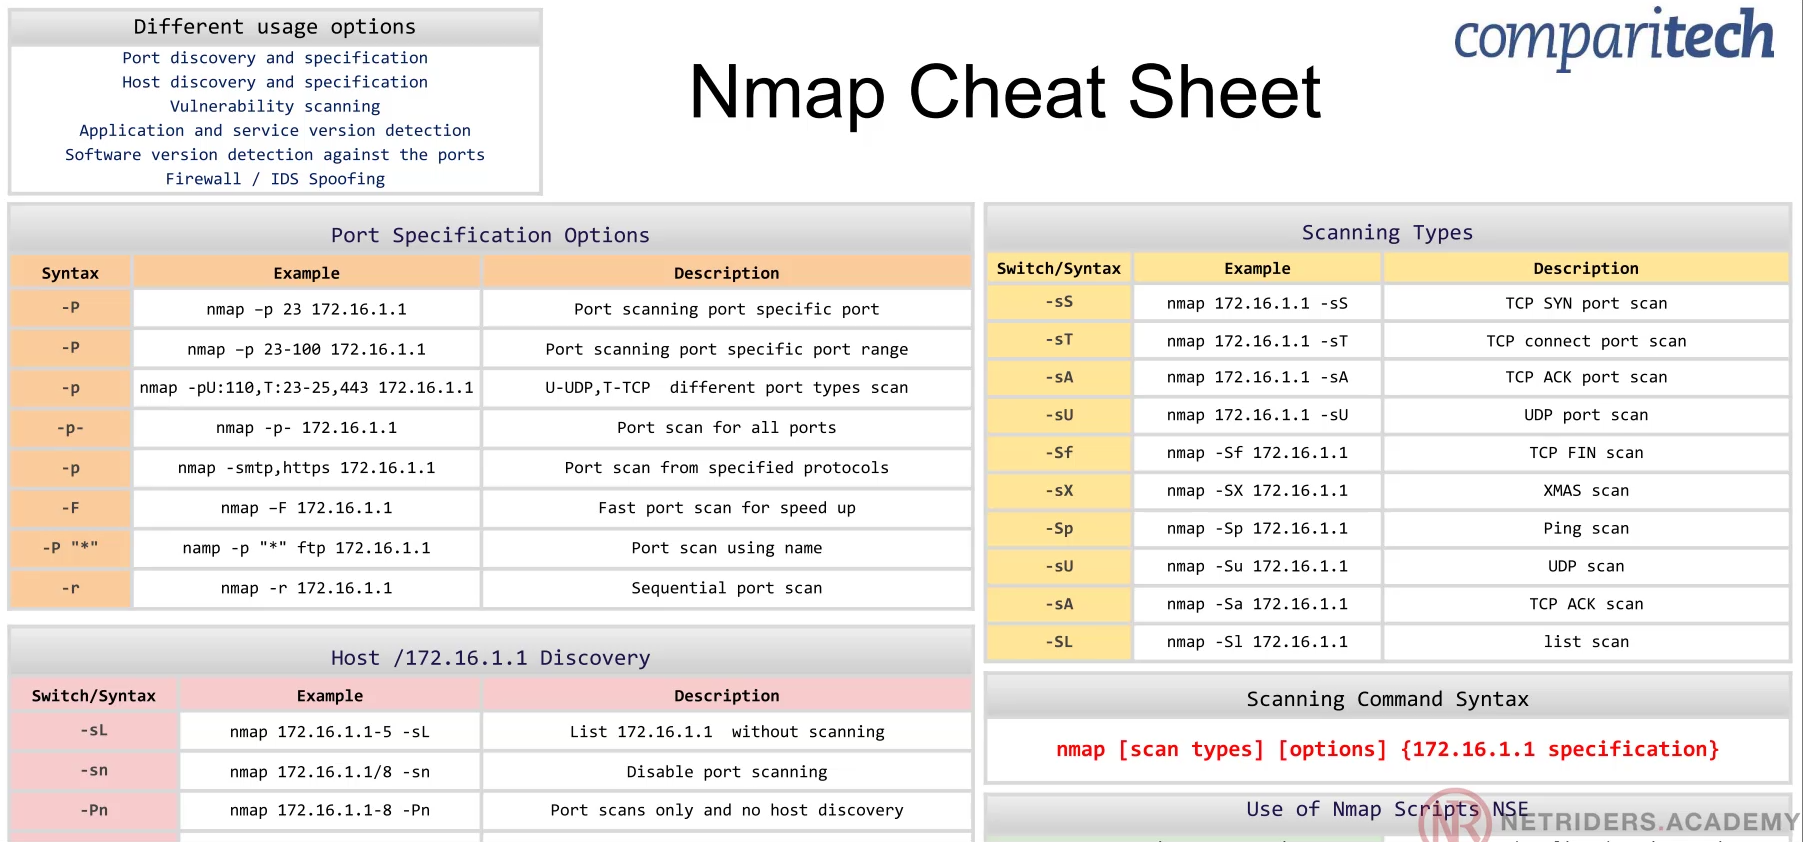 Different usage options
Port discovery and specification
Host discovery and specification
Vulnerability scanning
Application and service version detection
Software version detection against the ports
Firewall / IDS Spoofing
Nmap Cheat Sheet
comparitech
Port Specification Options
Syntax Example Description
-P nmap –p 23 172.16.1.1 Port scanning port specific port
-P nmap –p 23-100 172.16.1.1 Port scanning port specific port range
-p nmap -pU:110,T:23-25,443 172.16.1.1 U-UDP,T-TCP different port types scan
-p- nmap -p- 172.16.1.1 Port scan for all ports
-p nmap -smtp,https 172.16.1.1 Port scan from specified protocols
-F nmap –F 172.16.1.1 Fast port scan for speed up
-P "*" namp -p "*" ftp 172.16.1.1 Port scan using name
-r nmap -r 172.16.1.1 Sequential port scan
Host /172.16.1.1 Discovery
Switch/Syntax Example Description
-sL nmap 172.16.1.1-5 -sL List 172.16.1.1 without scanning
-sn nmap 172.16.1.1/8 -sn Disable port scanning
-Pn nmap 172.16.1.1-8 -Pn Port scans only and no host discovery
Scanning Types
Switch/Syntax Example Description
-sS nmap 172.16.1.1 -sS TCP SYN port scan
-sT nmap 172.16.1.1 -sT TCP connect port scan
-sA nmap 172.16.1.1 -sA TCP ACK port scan
-sU nmap 172.16.1.1 -sU UDP port scan
-Sf nmap -Sf 172.16.1.1 TCP FIN scan
-sX nmap -SX 172.16.1.1 XMAS scan
-Sp nmap -Sp 172.16.1.1 Ping scan
-sU nmap -Su 172.16.1.1 UDP scan
-sA nmap -Sa 172.16.1.1 TCP ACK scan
-SL nmap -Sl 172.16.1.1 list scan
Scanning Command Syntax
nmap [scan types] [options] {172.16.1.1 specification}
Use of Nmap Scripts NSE
NR NETRIDERS.ACADEMY